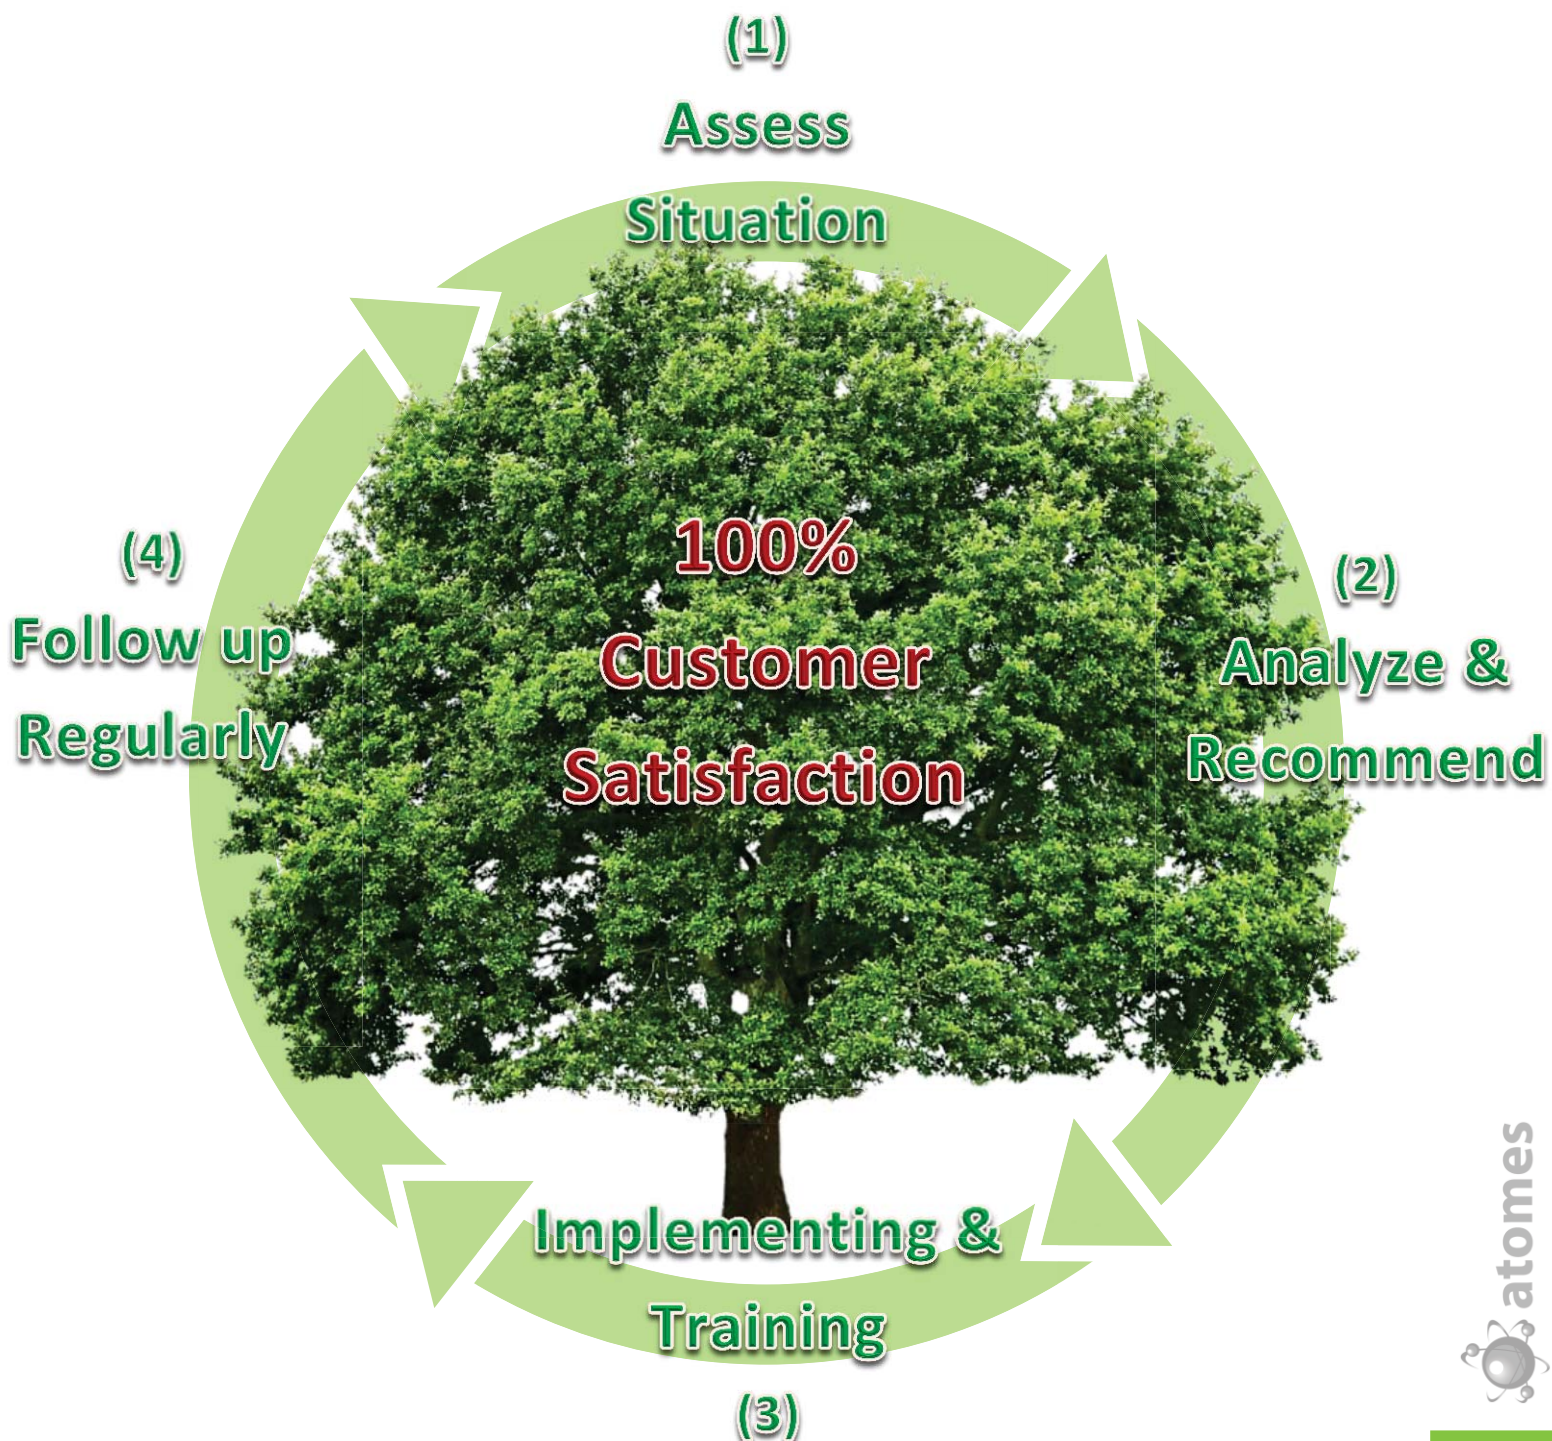 (1)
Assess
Situation
(2)
Analyze &
Recommend
Implementing &
Training
(3)
(4)
Follow up
Regularly
100%
Customer
Satisfaction
atomes